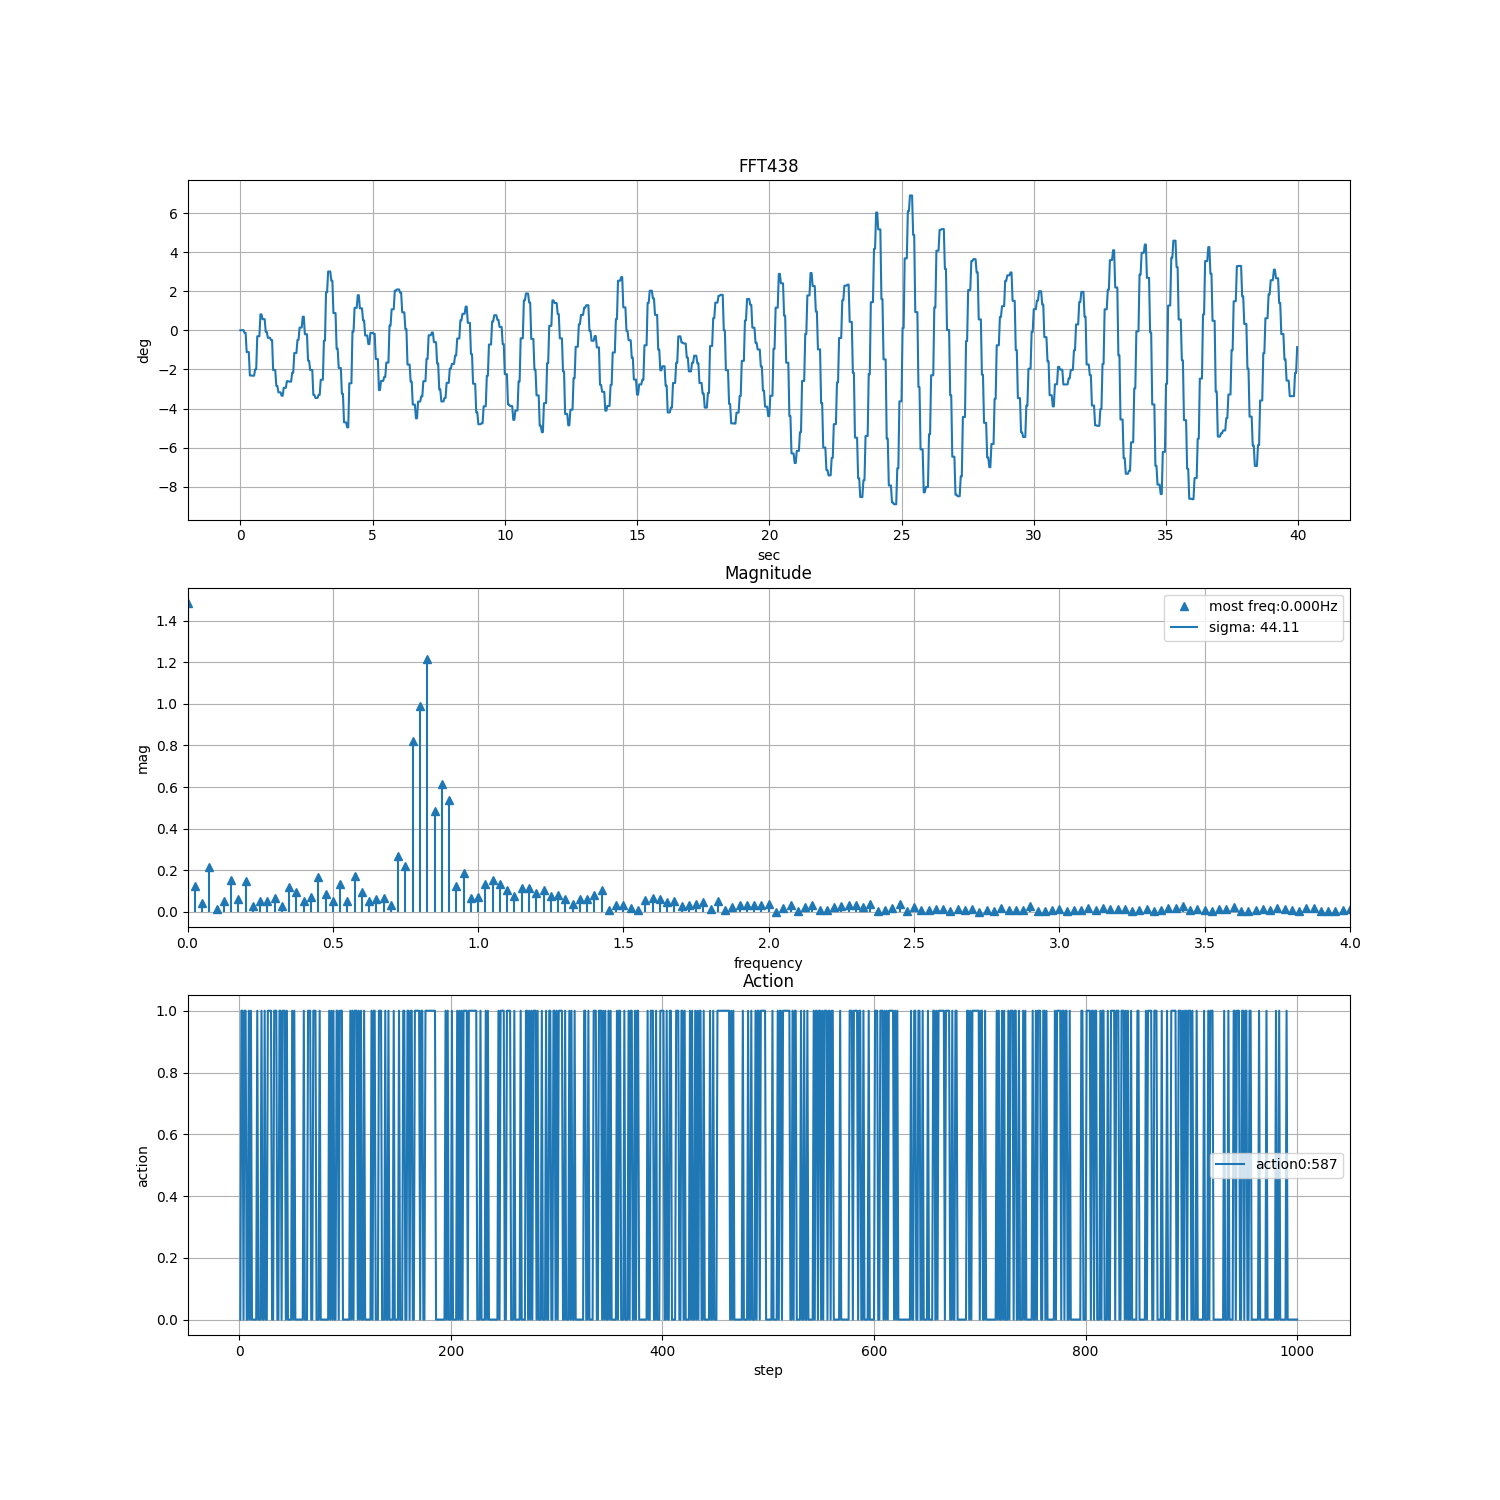 FFT438
6
4
2
0
−2
−4
−6
−8
deg
0 5 10 15 20 25 30 35 40
sec
Magnitude
most freq:0.000Hz
sigma: 44.11
1.4
1.2
1.0
0.8
0.6
0.4
0.2
0.0
mag
0.0 0.5 1.0 1.5 2.0 2.5 3.0 3.5 4.0
frequency
Action
1.0
0.8
0.6
0.4
0.2
0.0
action
action0:587
0 200 400 600 800 1000
step